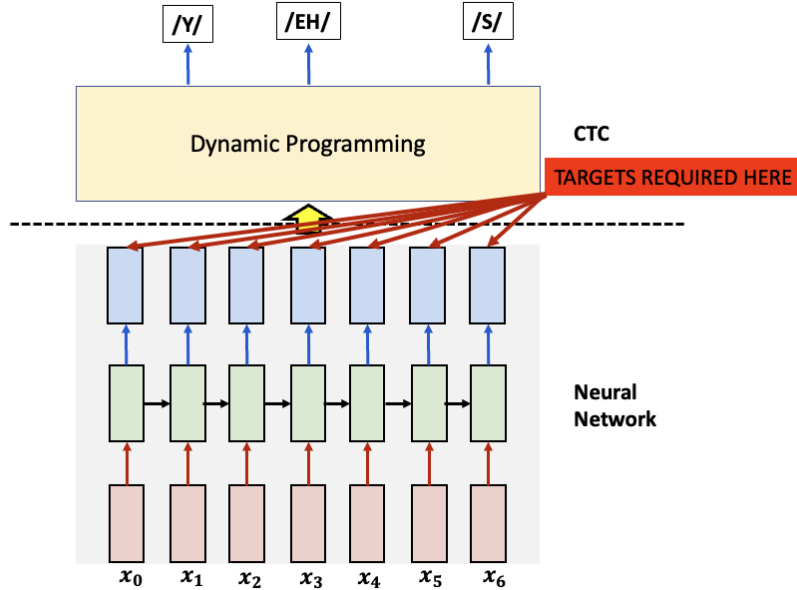 /Y/ /EH/ /S/
Dynamic Programming
CTC
TARGETS REQUIRED HERE
Neural
Network
x₀ x₁ x₂ x₃ x₄ x₅ x₆